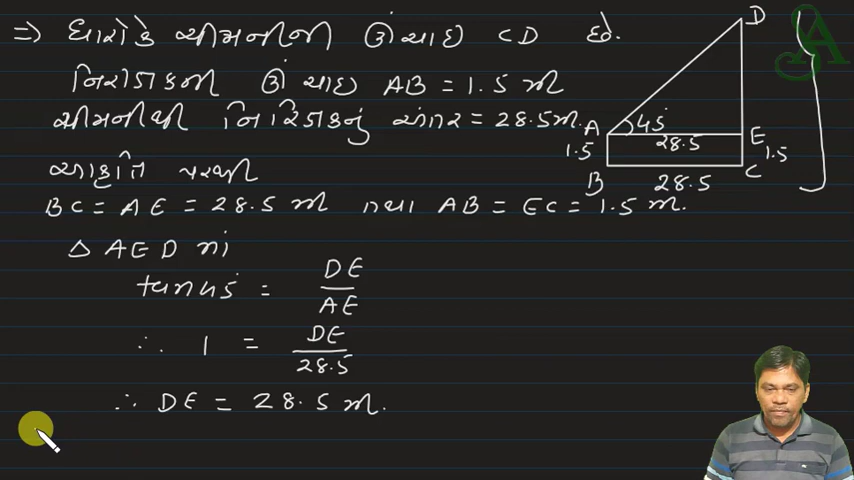 ⇒ ધારોકે ચીમનીની ઊંચાઇ CD છે.
નિરીક્ષકની ઊંચાઇ AB = 1.5 મી
ચીમનીથી નિરિક્ષકનું અંતર = 28.5 મી.
આકૃતિ પરથી
BC = AE = 28.5 મી તથા AB = EC = 1.5 મી.
Δ AED માં
tan45° = DE/AE
∴ 1 = DE/28.5
∴ DE = 28.5 મી.
D
A 45° E
1.5 28.5 1.5
B 28.5 C